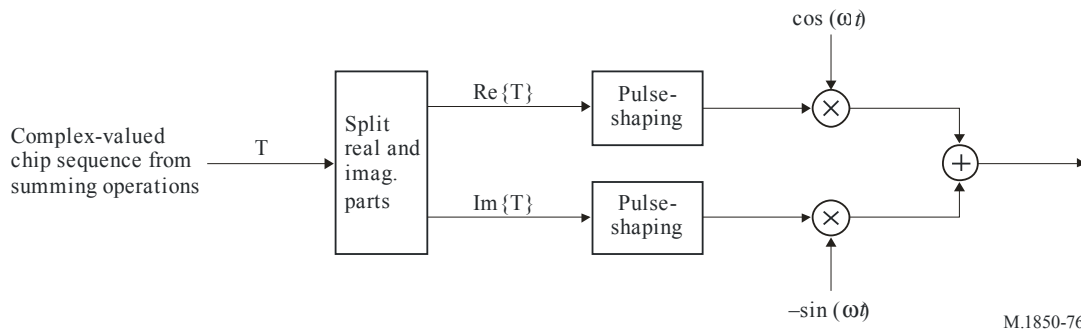 cos (ωt)
Complex-valued
chip sequence from
summing operations
T
Split
real and
imag.
parts
Re{T}
Pulse-
shaping
×
+
Im{T}
Pulse-
shaping
×
–sin (ωt)
M.1850-76